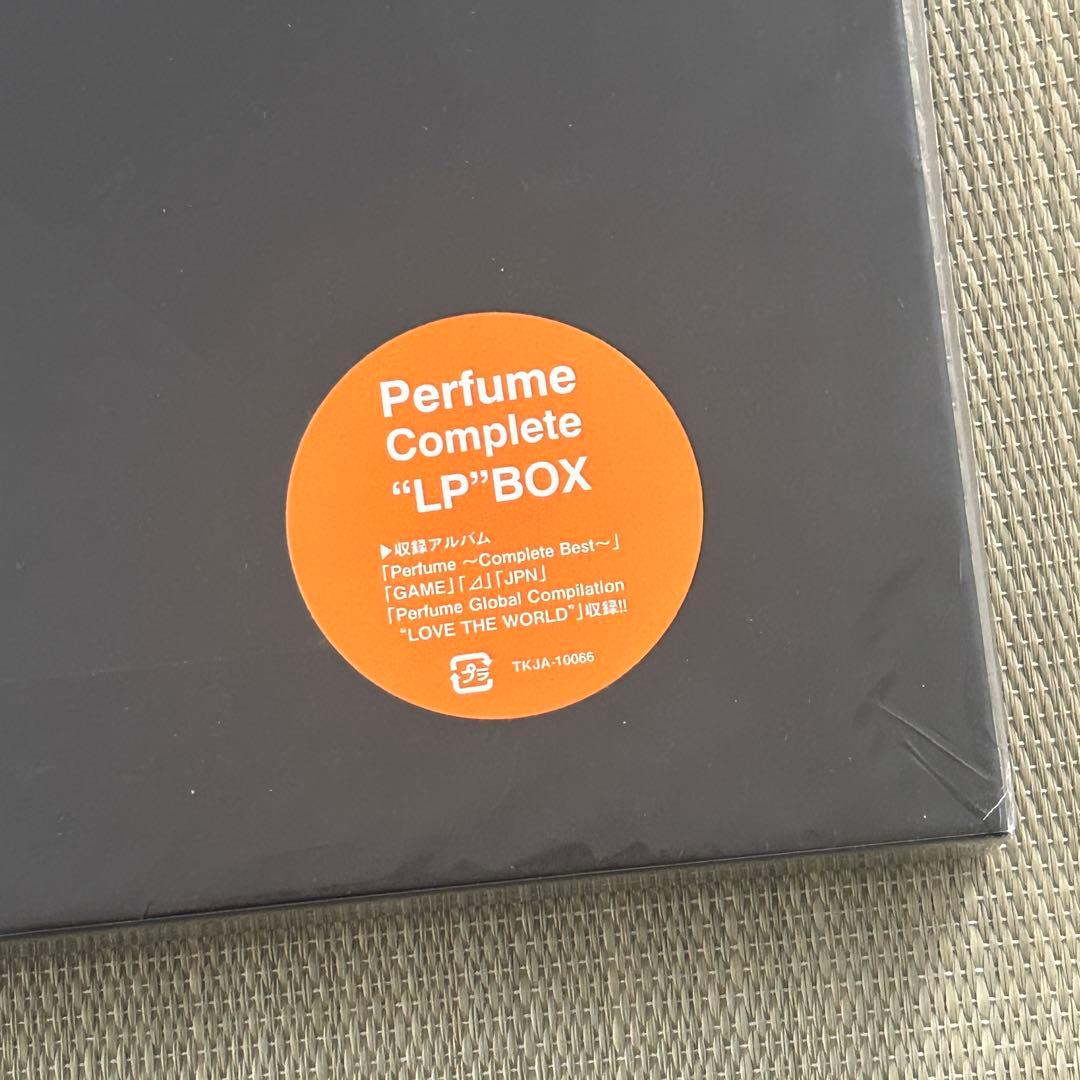 Perfume
Complete
“LP”BOX
▶収録アルバム
「Perfume ～Complete Best～」
「GAME」「⊿」「JPN」
「Perfume Global Compilation
“LOVE THE WORLD”」収録!!
プラ
TKJA-10066